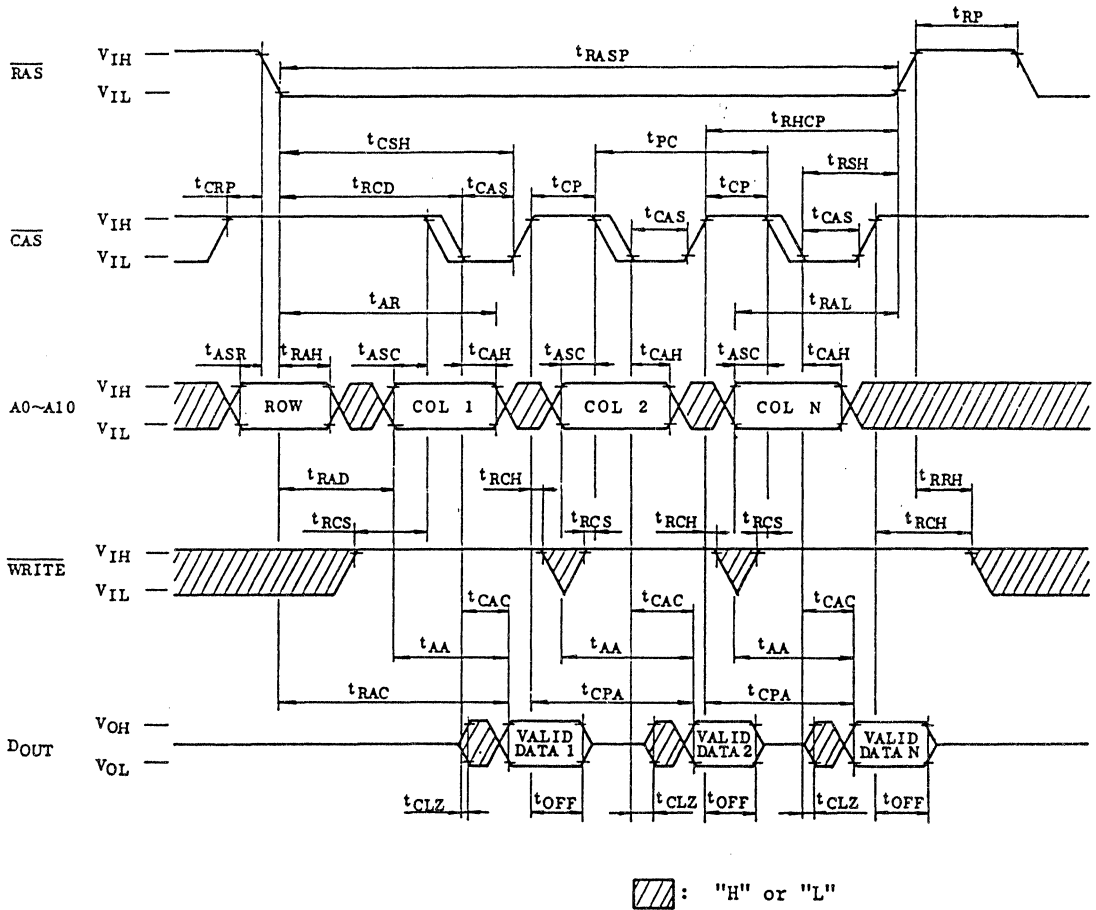 tRP
RAS VIH VIL
tRASP
tRHCP
tCSH tPC
tRSH
tCRP tRCD tCAS tCP tCP
CAS VIH VIL
tCAS tCAS
tAR tRAL
tASR tRAH tASC tCAH tASC tCAH tASC tCAH
A0~A10 VIH VIL
ROW COL 1 COL 2 COL N
tRAD tRCH tRRH
tRCS tRCS tRCH tRCS tRCH
WRITE VIH VIL
tCAC tCAC tCAC
tAA tAA tAA
tRAC tCPA tCPA
DOUT VOH VOL
VALID DATA 1
VALID DATA 2
VALID DATA N
tCLZ tOFF tCLZ tOFF tCLZ tOFF
: "H" or "L"